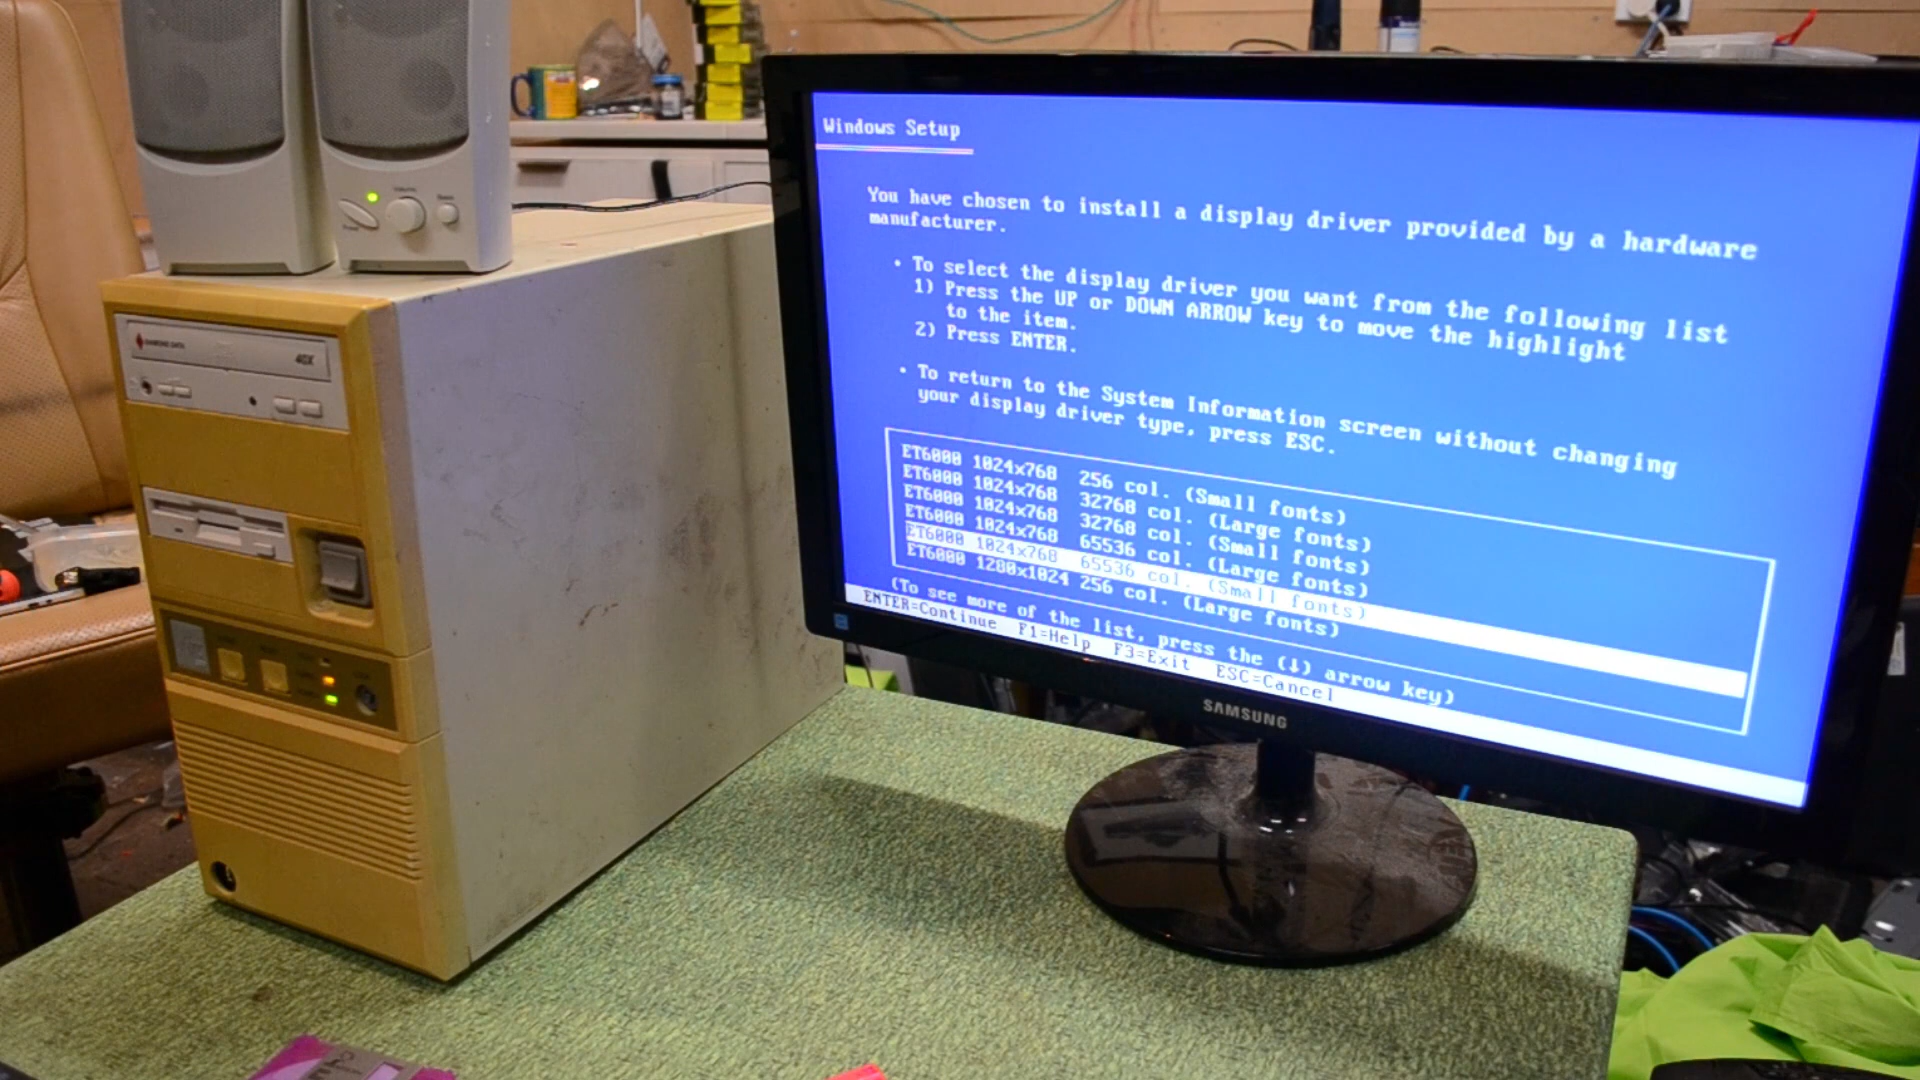 DIAMOND DATA
40X
Windows Setup
You have chosen to install a display driver provided by a hardware
manufacturer.
• To select the display driver you want from the following list
1) Press the UP or DOWN ARROW key to move the highlight
to the item.
2) Press ENTER.
• To return to the System Information screen without changing
your display driver type, press ESC.
ET6000 1024x768 256 col. (Small fonts)
ET6000 1024x768 32768 col. (Large fonts)
ET6000 1024x768 32768 col. (Small fonts)
ET6000 1024x768 65536 col. (Large fonts)
ET6000 1024x768 65536 col. (Small fonts)
ET6000 1280x1024 256 col. (Large fonts)
(To see more of the list, press the (↓) arrow key)
ENTER=Continue F1=Help F3=Exit ESC=Cancel
SAMSUNG